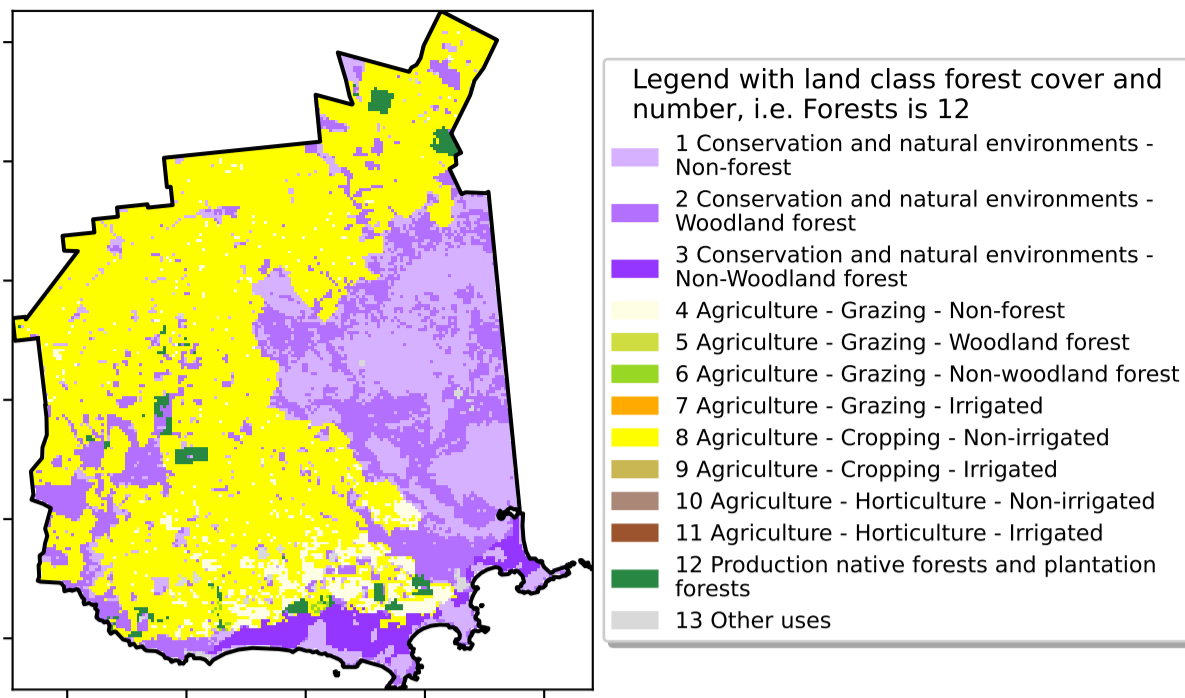 Legend with land class forest cover and
number, i.e. Forests is 12
1 Conservation and natural environments -
Non-forest
2 Conservation and natural environments -
Woodland forest
3 Conservation and natural environments -
Non-Woodland forest
4 Agriculture - Grazing - Non-forest
5 Agriculture - Grazing - Woodland forest
6 Agriculture - Grazing - Non-woodland forest
7 Agriculture - Grazing - Irrigated
8 Agriculture - Cropping - Non-irrigated
9 Agriculture - Cropping - Irrigated
10 Agriculture - Horticulture - Non-irrigated
11 Agriculture - Horticulture - Irrigated
12 Production native forests and plantation
forests
13 Other uses